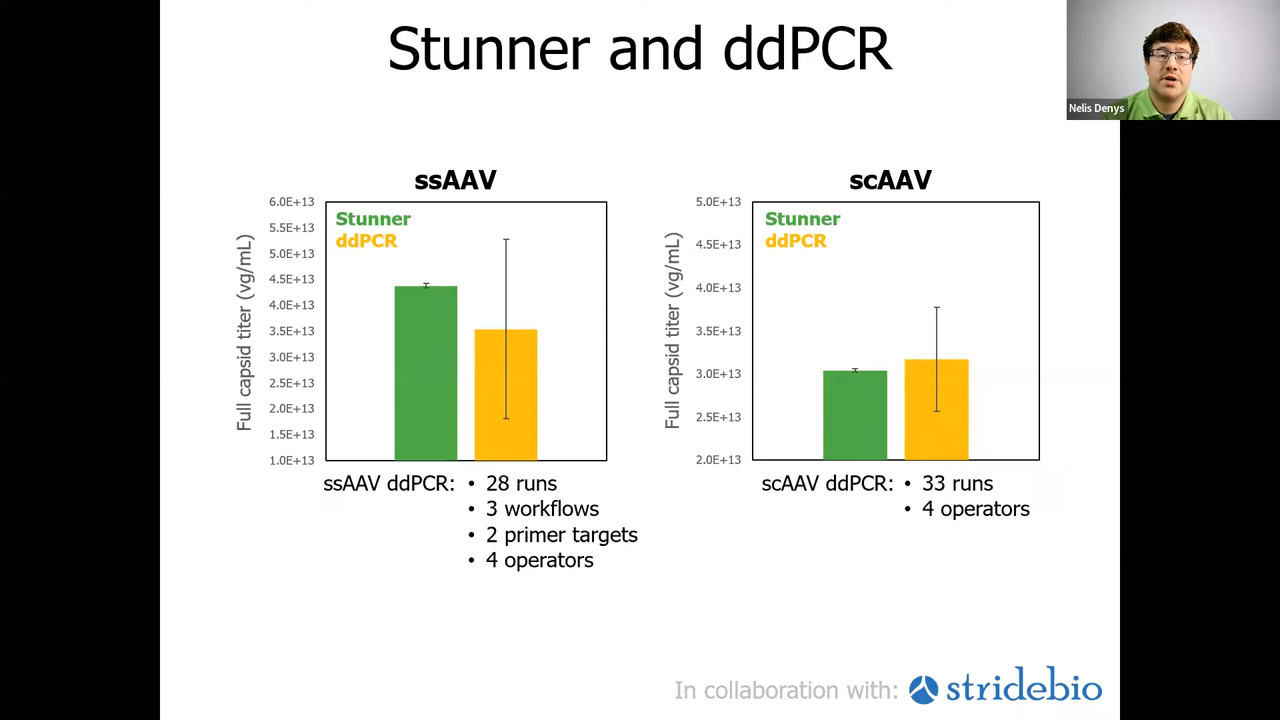 Stunner and ddPCR
Nelis Denys
ssAAV
Stunner
ddPCR
Full capsid titer (vg/mL)
6.0E+13
5.5E+13
5.0E+13
4.5E+13
4.0E+13
3.5E+13
3.0E+13
2.5E+13
2.0E+13
1.5E+13
1.0E+13
ssAAV ddPCR: • 28 runs
• 3 workflows
• 2 primer targets
• 4 operators
scAAV
Stunner
ddPCR
Full capsid titer (vg/mL)
5.0E+13
4.5E+13
4.0E+13
3.5E+13
3.0E+13
2.5E+13
2.0E+13
scAAV ddPCR: • 33 runs
• 4 operators
In collaboration with: stridebio